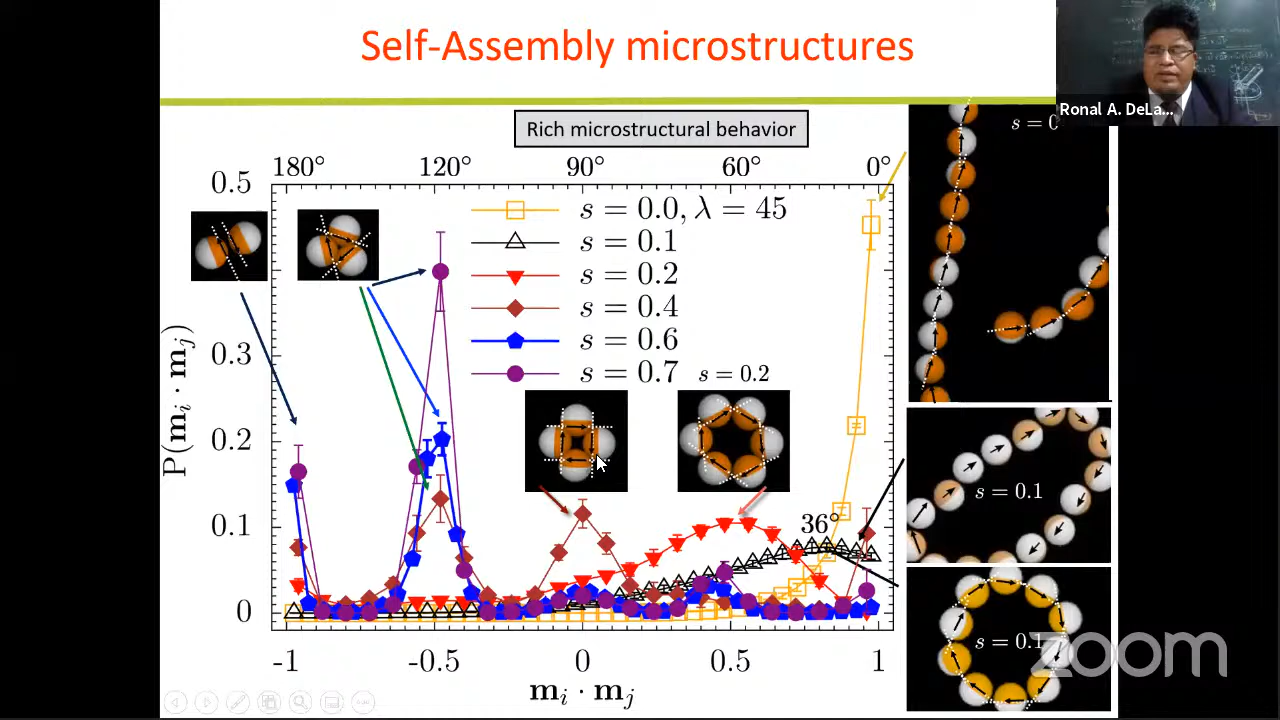 Self-Assembly microstructures
Ronal A. DeLa...
Rich microstructural behavior
180° 120° 90° 60° 0°
s = 0
0.5
0.3
0.2
0.1
0
P(mᵢ · mⱼ)
s = 0.0, λ = 45
s = 0.1
s = 0.2
s = 0.4
s = 0.6
s = 0.7
s = 0.2
36°
s = 0.1
s = 0.1
-1 -0.5 0 0.5 1
mᵢ · mⱼ
zoom